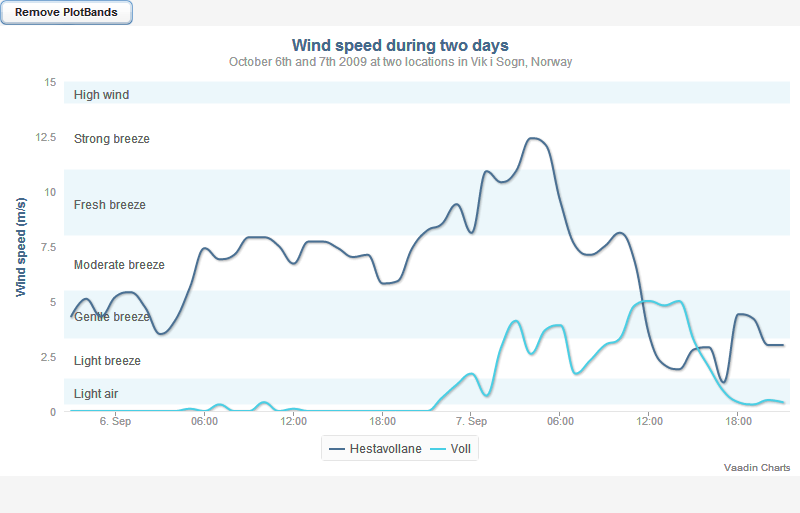 Remove PlotBands
Wind speed during two days
October 6th and 7th 2009 at two locations in Vik i Sogn, Norway
Wind speed (m/s)
15
12.5
10
7.5
5
2.5
0
High wind
Strong breeze
Fresh breeze
Moderate breeze
Gentle breeze
Light breeze
Light air
6. Sep
06:00
12:00
18:00
7. Sep
06:00
12:00
18:00
Hestavollane
Voll
Vaadin Charts